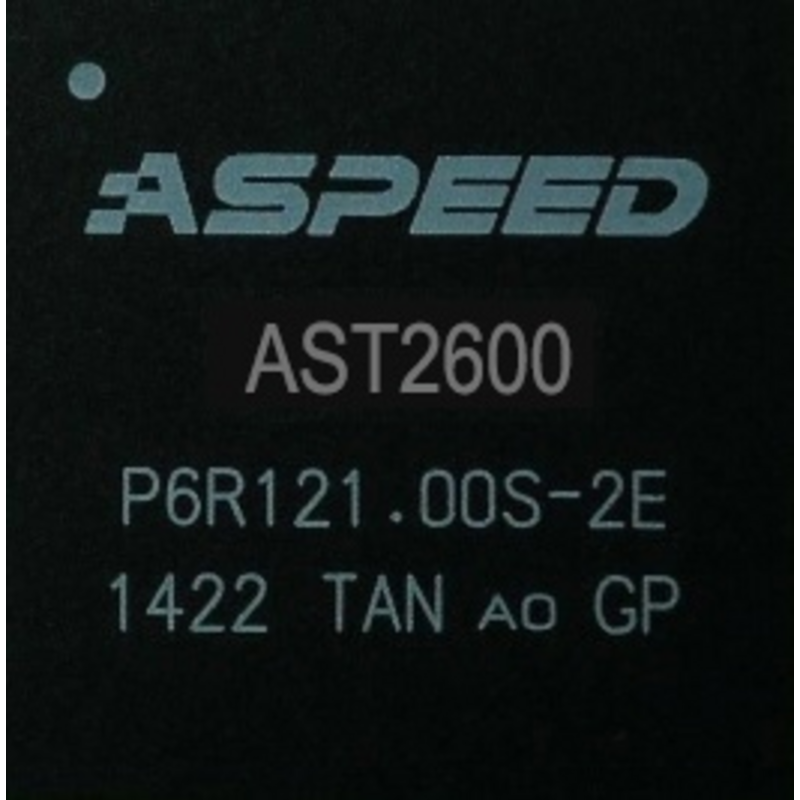 ASPEED
AST2600
P6R121.00S-2E
1422 TAN A0 GP